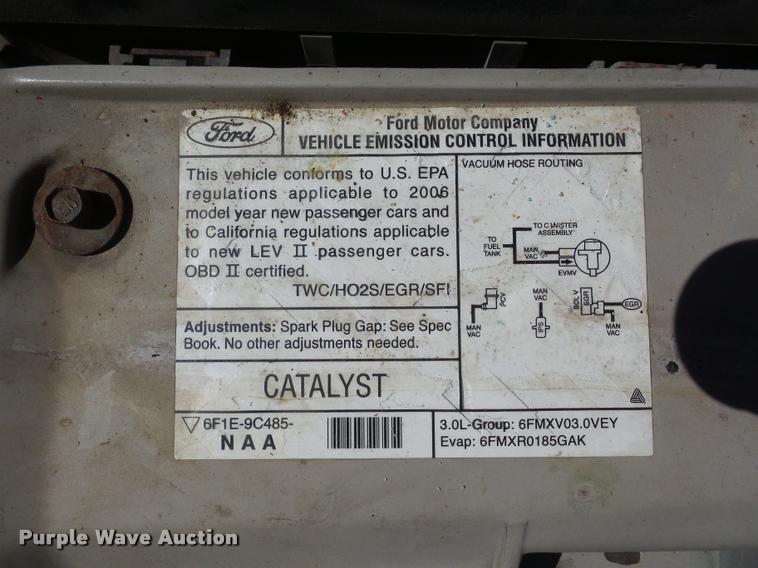 Ford
Ford Motor Company
VEHICLE EMISSION CONTROL INFORMATION
This vehicle conforms to U.S. EPA
regulations applicable to 2006
model year new passenger cars and
to California regulations applicable
to new LEV II passenger cars.
OBD II certified.
TWC/HO2S/EGR/SFI
Adjustments: Spark Plug Gap: See Spec
Book. No other adjustments needed.
CATALYST
6F1E-9C485-
NAA
VACUUM HOSE ROUTING
TO CANISTER
ASSEMBLY
TO
FUEL
TANK
MAN
VAC
EVMV
MAN
VAC
PCV
MAN
VAC
IPS
EGR
EGR
MAN
VAC
3.0L-Group: 6FMXV03.0VEY
Evap: 6FMXR0185GAK
Purple Wave Auction